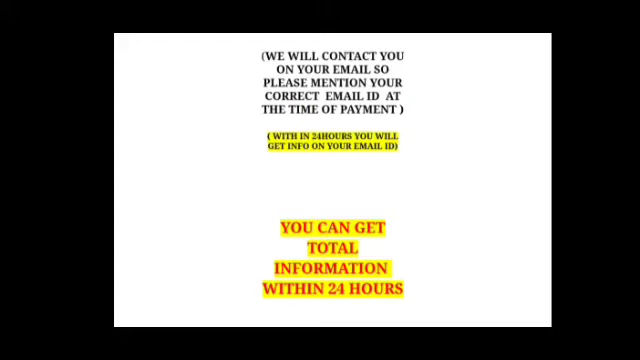 (WE WILL CONTACT YOU
ON YOUR EMAIL SO
PLEASE MENTION YOUR
CORRECT EMAIL ID AT
THE TIME OF PAYMENT )
( WITH IN 24HOURS YOU WILL
GET INFO ON YOUR EMAIL ID)
YOU CAN GET
TOTAL
INFORMATION
WITHIN 24 HOURS